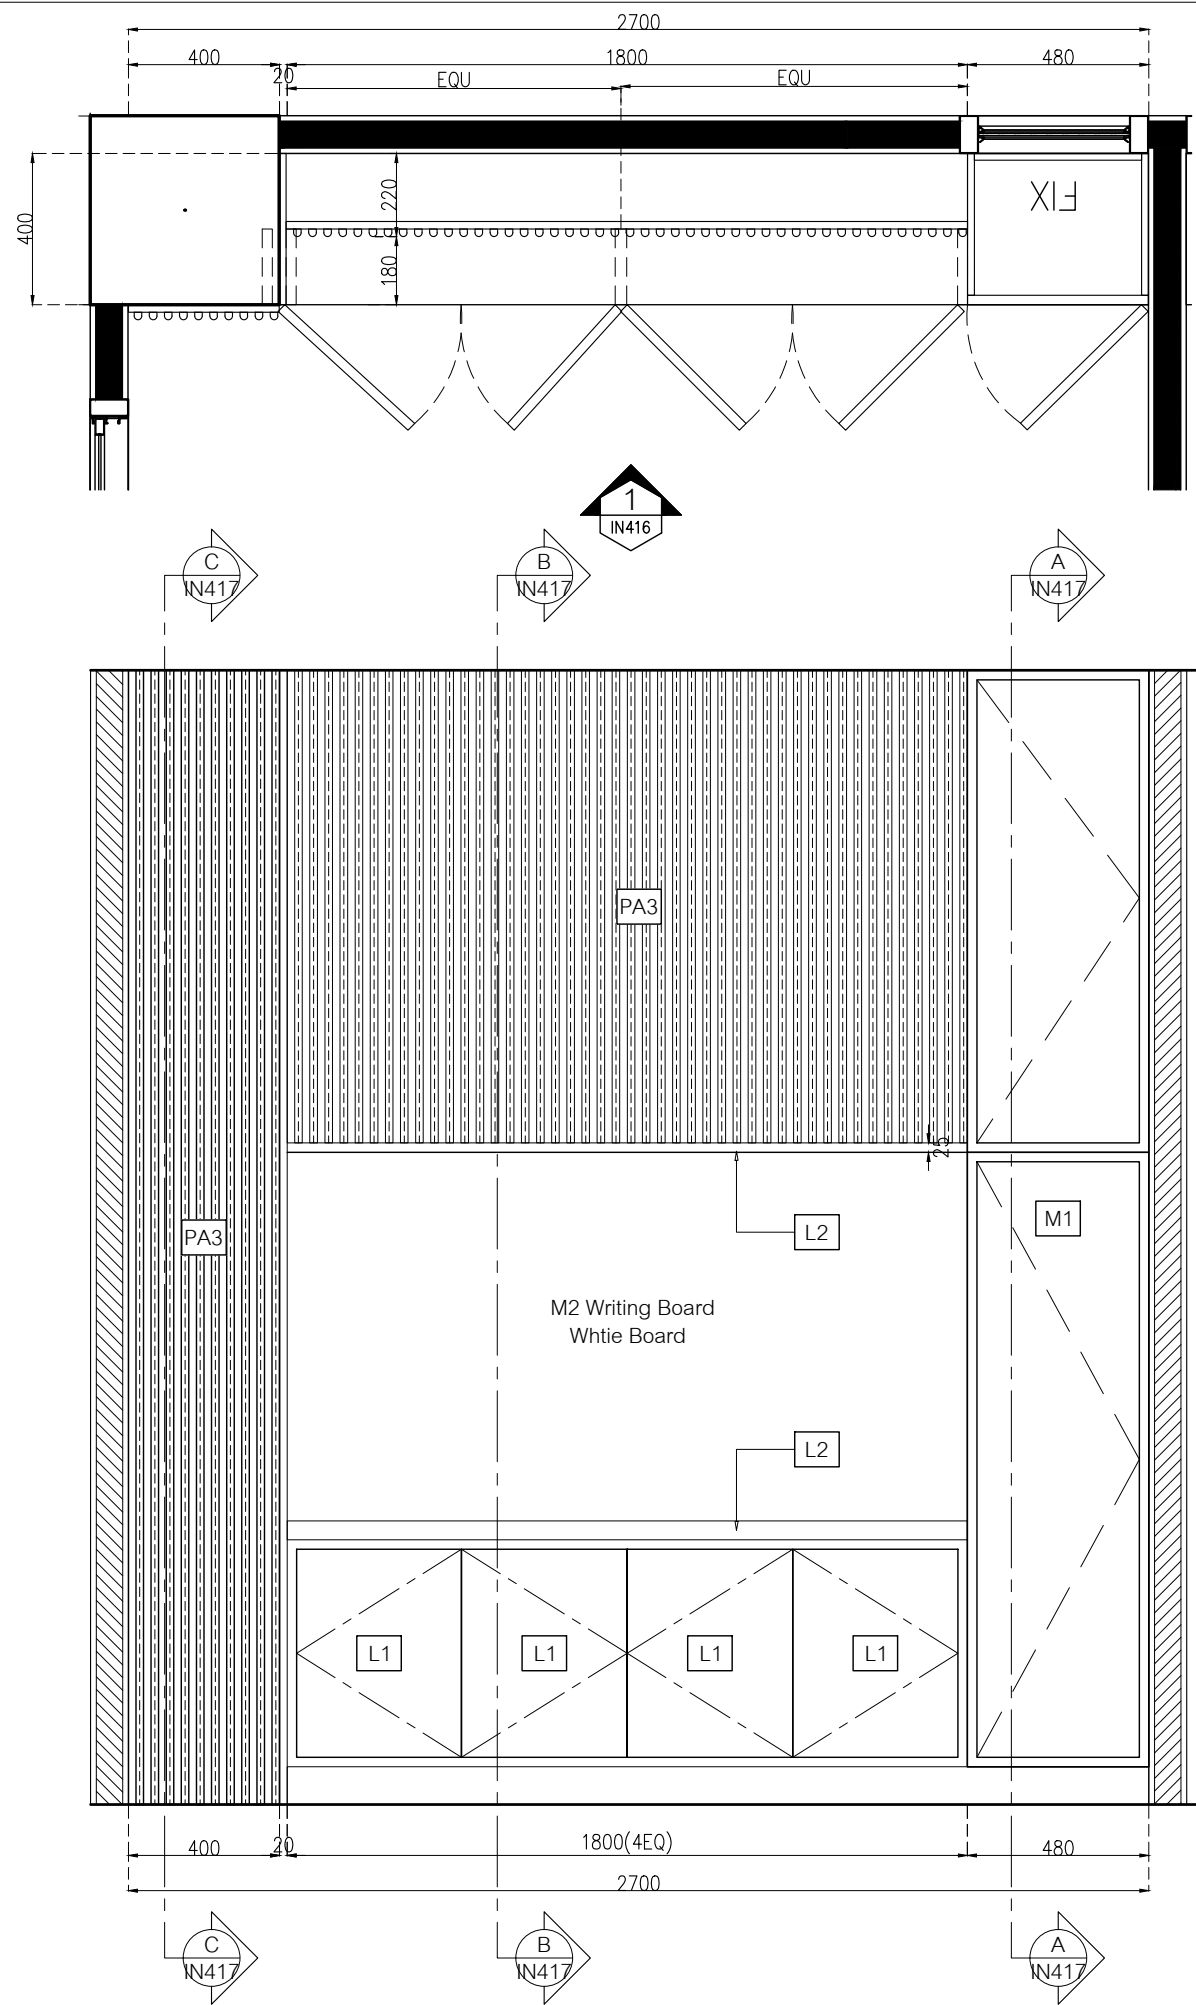 2700
400
20
1800
480
EQU
EQU
400
220
180
FIX
1
IN416
C
IN417
B
IN417
A
IN417
PA3
25
PA3
L2
M1
M2 Writing Board
Whtie Board
L2
L1
L1
L1
L1
400
20
1800(4EQ)
480
2700
C
IN417
B
IN417
A
IN417